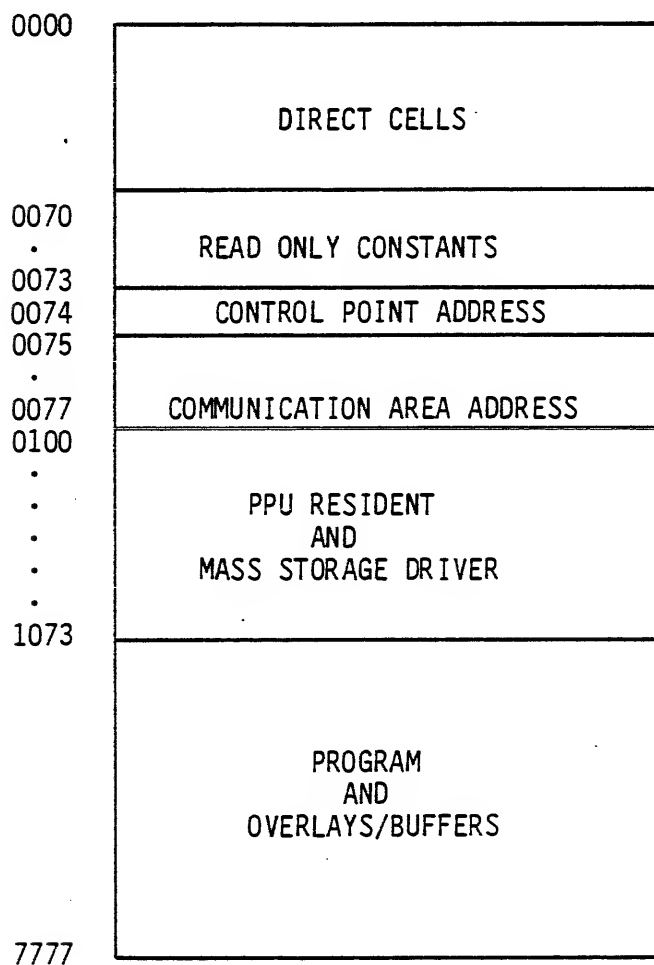 0000
DIRECT CELLS
.
0070
. READ ONLY CONSTANTS
0073
0074 CONTROL POINT ADDRESS
0075
.
0077 COMMUNICATION AREA ADDRESS
0100
.
. PPU RESIDENT
. AND
. MASS STORAGE DRIVER
.
1073
PROGRAM
AND
OVERLAYS/BUFFERS
7777